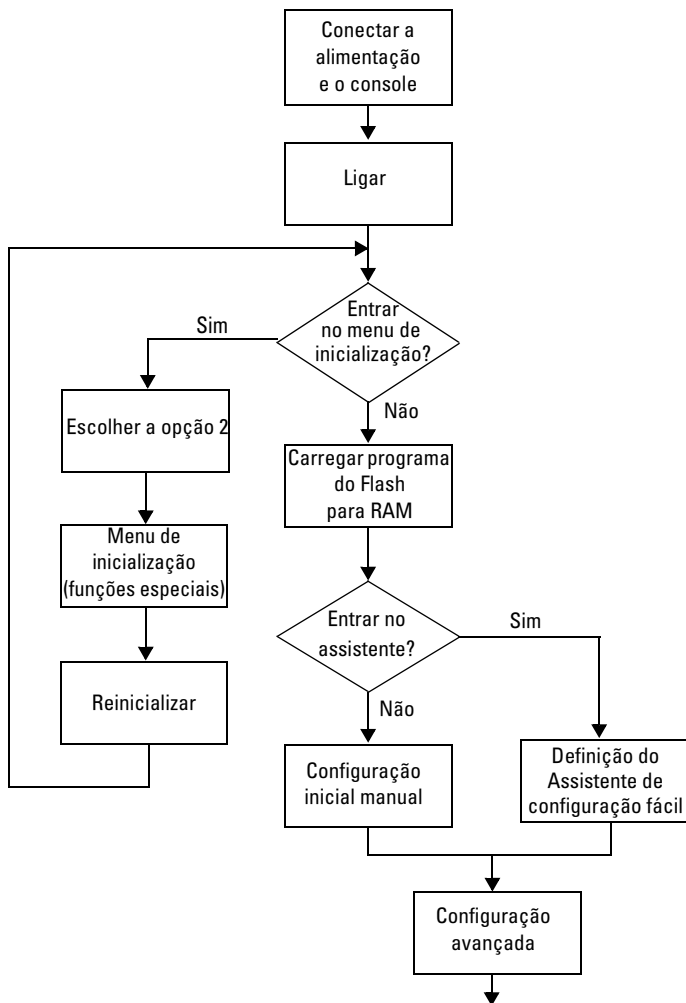 Conectar a
alimentação
e o console
Ligar
Entrar
no menu de
inicialização?
Sim
Não
Escolher a opção 2
Carregar programa
do Flash
para RAM
Menu de
inicialização
(funções especiais)
Entrar no
assistente?
Sim
Não
Reinicializar
Configuração
inicial manual
Definição do
Assistente de
configuração fácil
Configuração
avançada